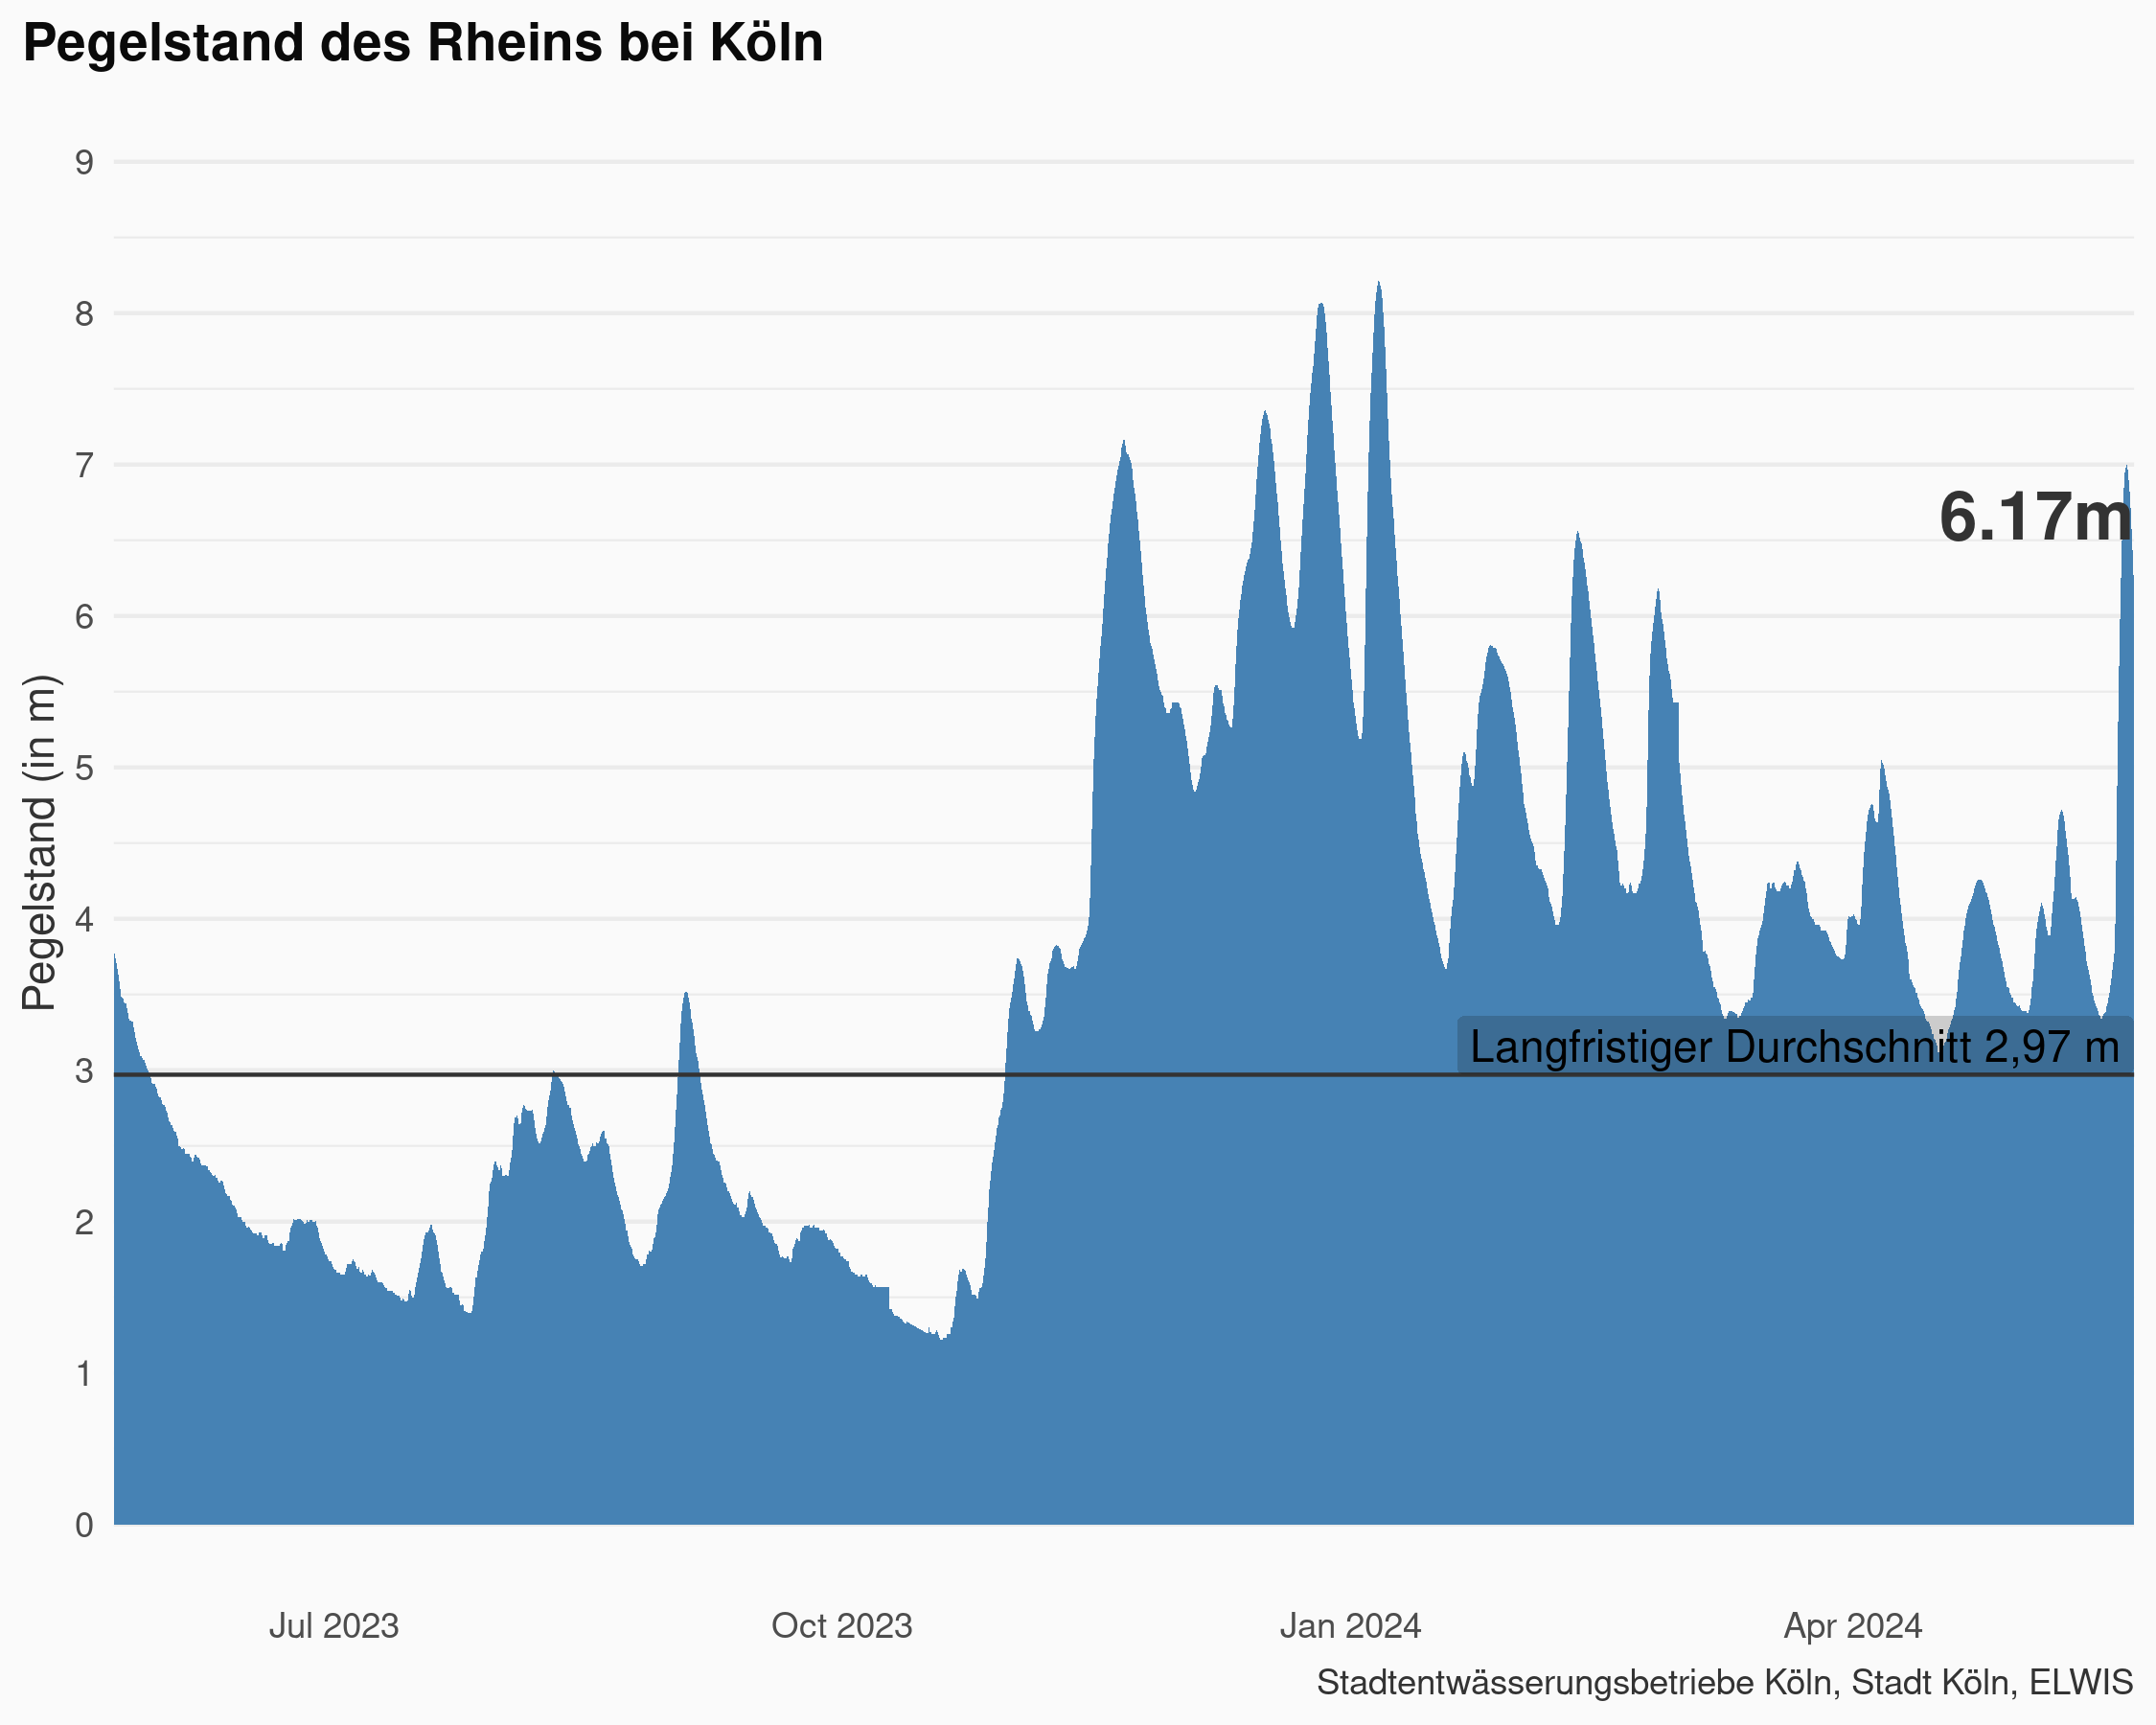 Pegelstand des Rheins bei Köln
Pegelstand (in m)
9
8
7
6
5
4
3
2
1
0
6.17m
Langfristiger Durchschnitt 2,97 m
Jul 2023
Oct 2023
Jan 2024
Apr 2024
Stadtentwässerungsbetriebe Köln, Stadt Köln, ELWIS